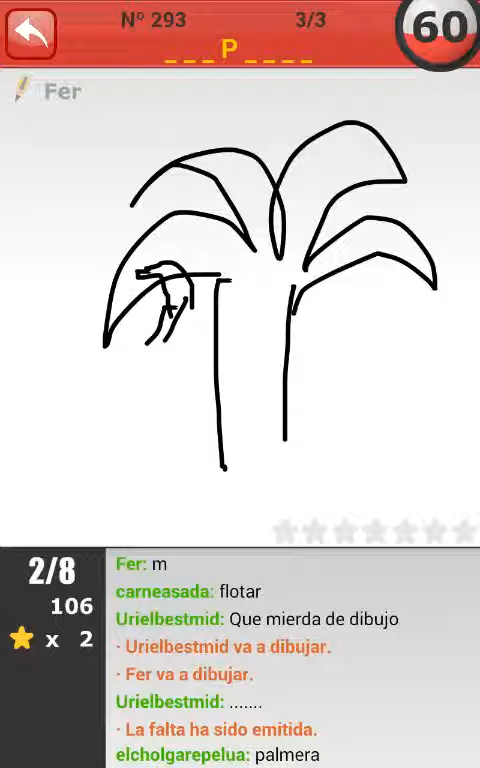 Nº 293
3/3
60
_ _ _ P _ _ _ _
Fer
2/8
106
x 2
Fer: m
carneasada: flotar
Urielbestmid: Que mierda de dibujo
· Urielbestmid va a dibujar.
· Fer va a dibujar.
Urielbestmid: .......
· La falta ha sido emitida.
elcholgarepelua: palmera